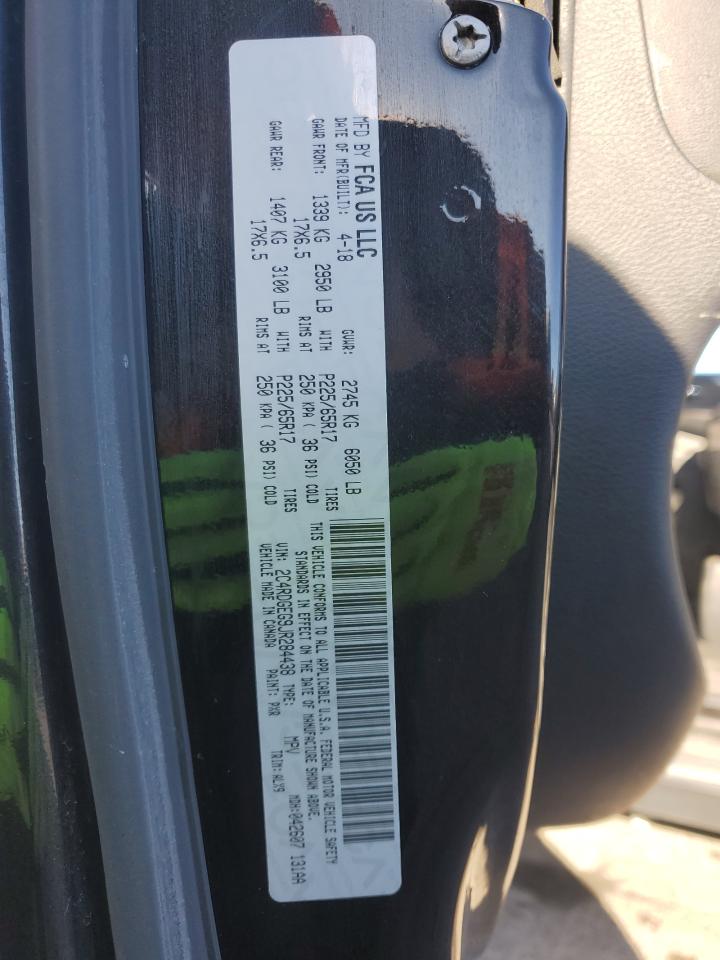 MFD BY FCA US LLC
DATE OF MFR(BUILT): 4-18 GVWR: 2745 KG 6050 LB
GAWR FRONT: 1339 KG 2950 LB WITH P225/65R17 TIRES
17X6.5 RIMS AT 250 KPA ( 36 PSI) COLD
GAWR REAR: 1407 KG 3100 LB WITH P225/65R17 TIRES
17X6.5 RIMS AT 250 KPA ( 36 PSI) COLD
THIS VEHICLE CONFORMS TO ALL APPLICABLE U.S.A. FEDERAL MOTOR VEHICLE SAFETY
STANDARDS IN EFFECT ON THE DATE OF MANUFACTURE SHOWN ABOVE.
VIN: 2C4RDGEG9JR284438 TYPE: MPV MDH:042607 131AA
VEHICLE MADE IN CANADA PAINT: PXR TRIM:ALX9